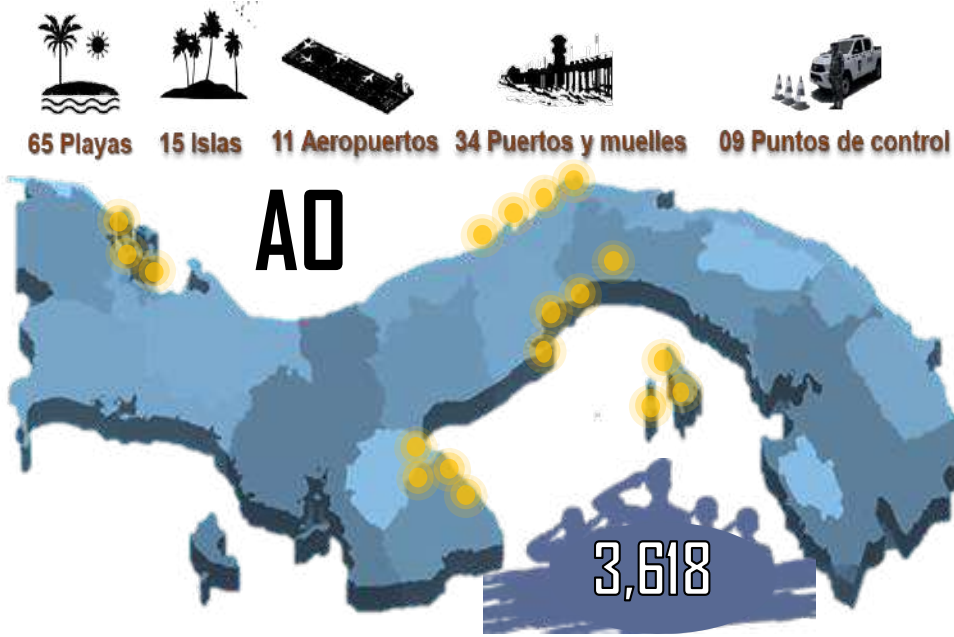 65 Playas
15 Islas
11 Aeropuertos
34 Puertos y muelles
09 Puntos de control
AO
3,618